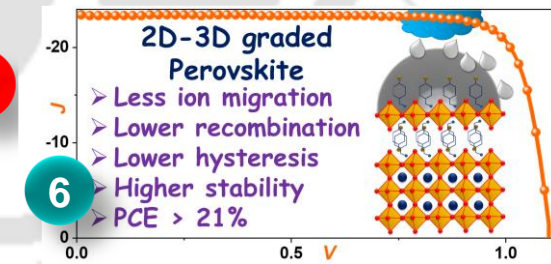 -20
2D-3D graded
Perovskite
➤ Less ion migration
➤ Lower recombination
J
-10
➤ Lower hysteresis
6
➤ Higher stability
➤ PCE > 21%
0
0.0
0.5
V
1.0